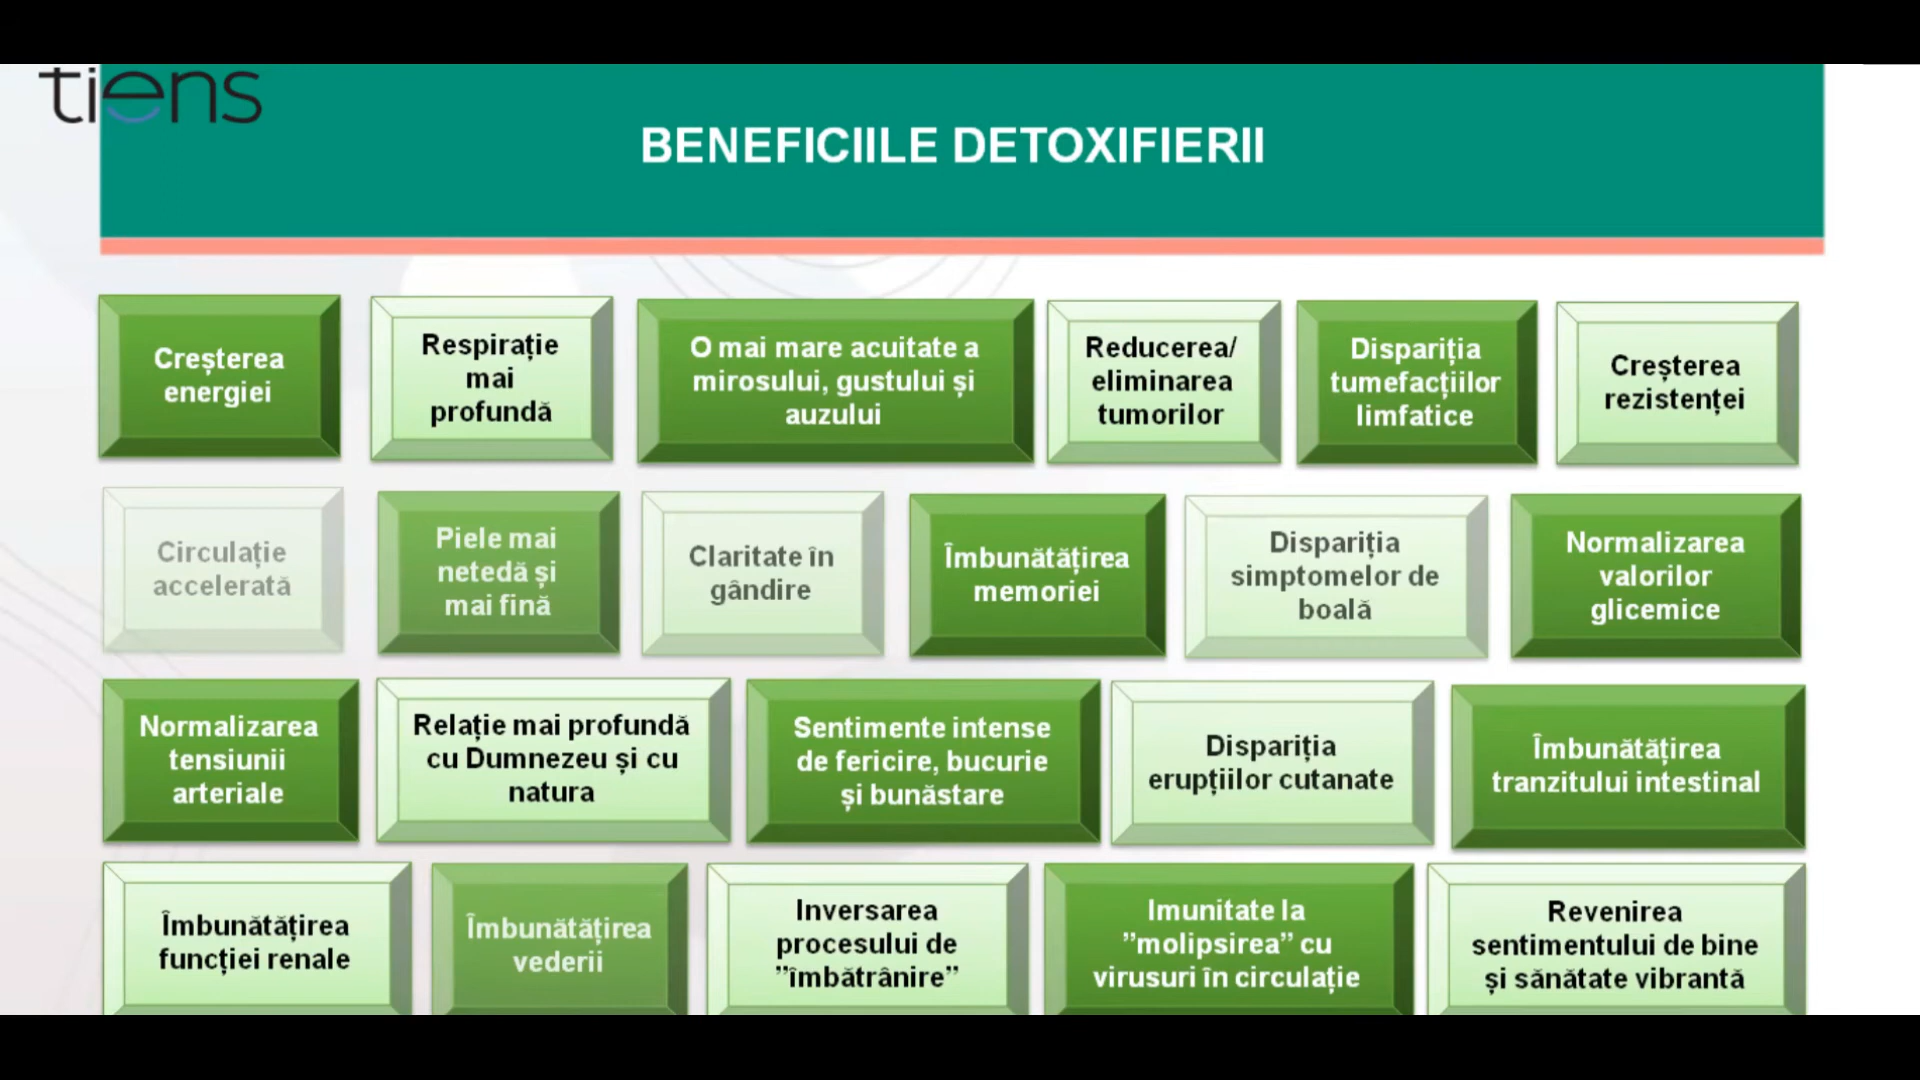 tiens
BENEFICIILE DETOXIFIERII
Creșterea
energiei
Respirație
mai
profundă
O mai mare acuitate a
mirosului, gustului și
auzului
Reducerea/
eliminarea
tumorilor
Dispariția
tumefacțiilor
limfatice
Creșterea
rezistenței
Circulație
accelerată
Piele mai
netedă și
mai fină
Claritate în
gândire
Îmbunătățirea
memoriei
Dispariția
simptomelor de
boală
Normalizarea
valorilor
glicemice
Normalizarea
tensiunii
arteriale
Relație mai profundă
cu Dumnezeu și cu
natura
Sentimente intense
de fericire, bucurie
și bunăstare
Dispariția
erupțiilor cutanate
Îmbunătățirea
tranzitului intestinal
Îmbunătățirea
funcției renale
Îmbunătățirea
vederii
Inversarea
procesului de
”îmbătrânire”
Imunitate la
”molipsirea” cu
virusuri în circulație
Revenirea
sentimentului de bine
și sănătate vibrantă